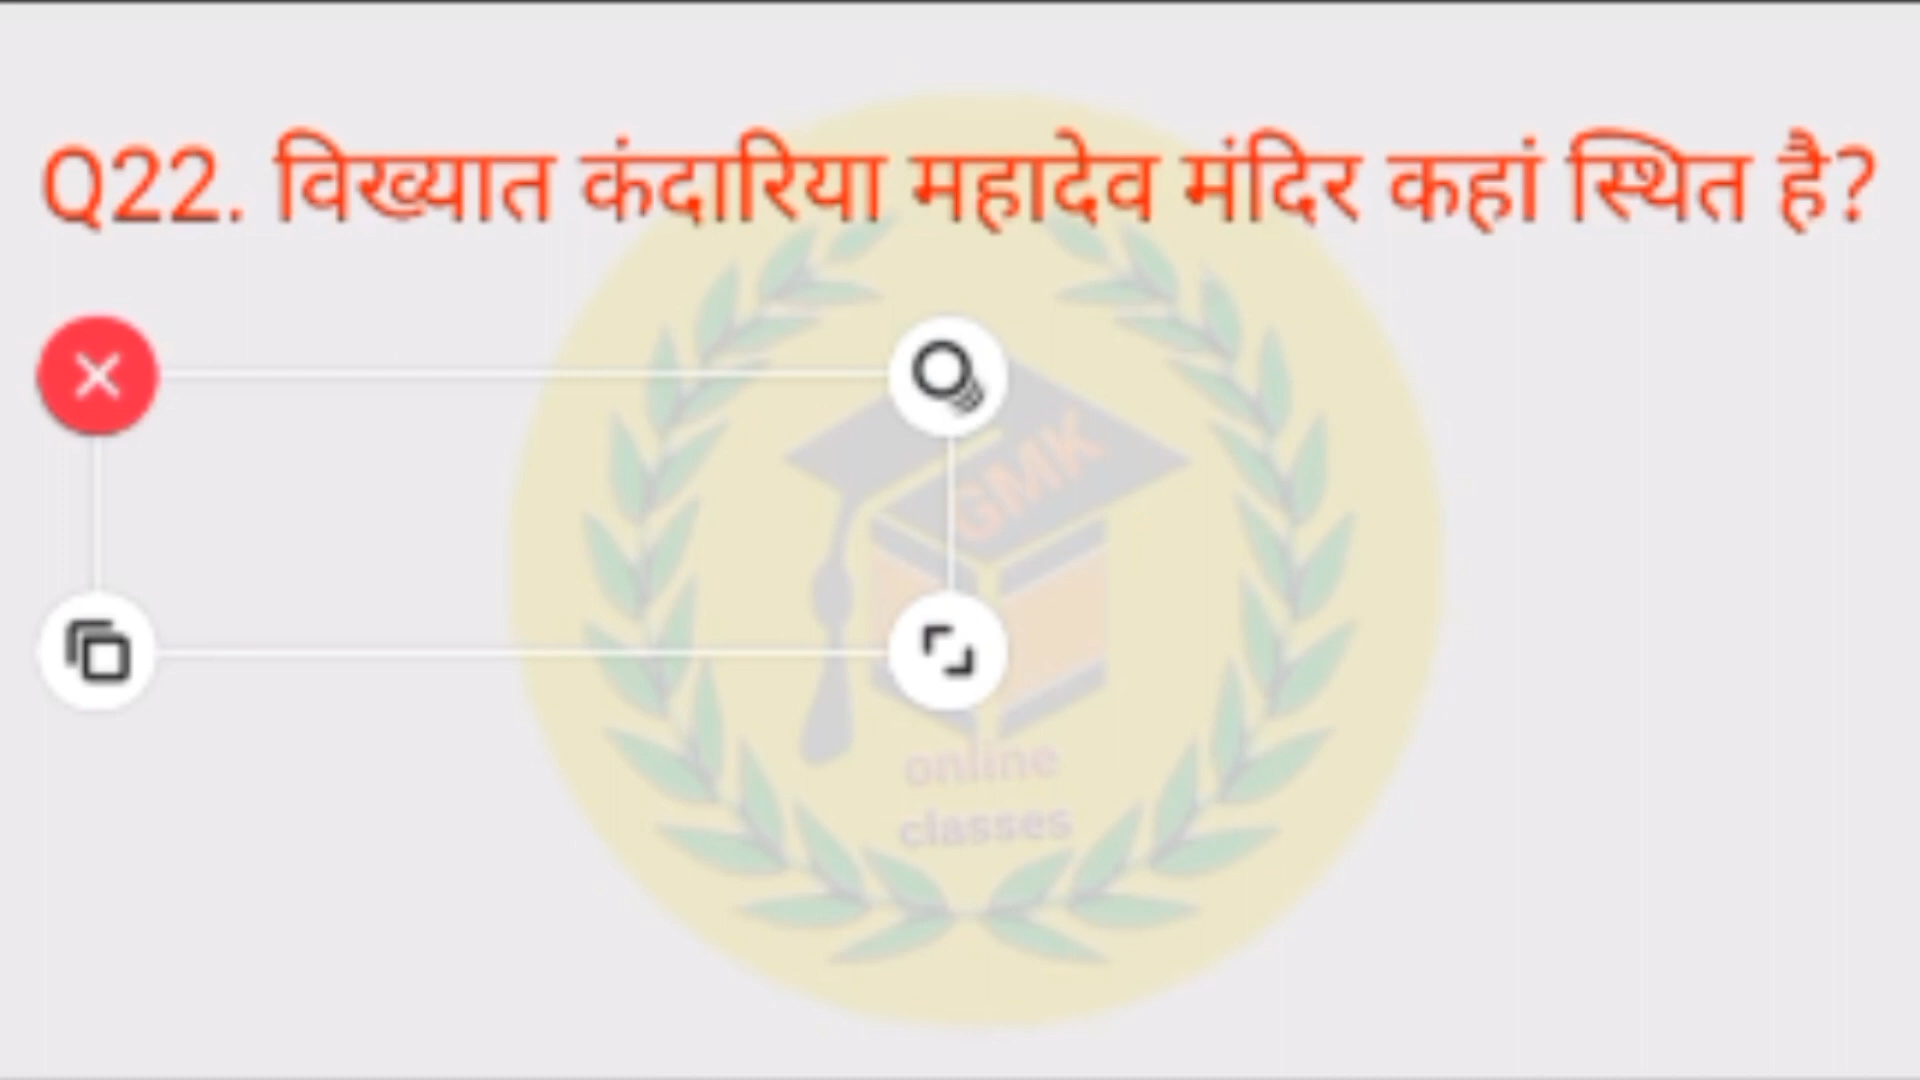 Q22. विख्यात कंदारिया महादेव मंदिर कहां स्थित है?
GMK
online
classes